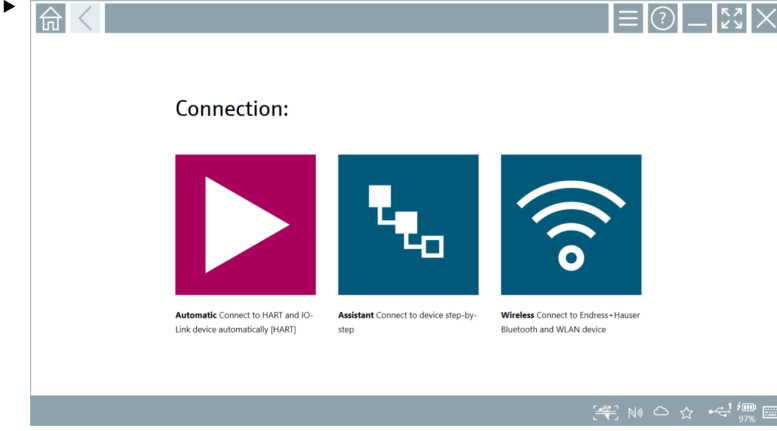 Connection:
Automatic Connect to HART and IO-
Link device automatically [HART]
Assistant Connect to device step-by-
step
Wireless Connect to Endress+Hauser
Bluetooth and WLAN device
1
97%